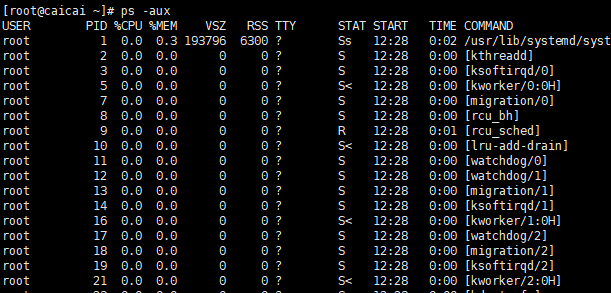 [root@caicai ~]# ps -aux
USER PID %CPU %MEM VSZ RSS TTY STAT START TIME COMMAND
root 1 0.0 0.3 193796 6300 ? Ss 12:28 0:02 /usr/lib/systemd/syst
root 2 0.0 0.0 0 0 ? S 12:28 0:00 [kthreadd]
root 3 0.0 0.0 0 0 ? S 12:28 0:00 [ksoftirqd/0]
root 5 0.0 0.0 0 0 ? S< 12:28 0:00 [kworker/0:0H]
root 7 0.0 0.0 0 0 ? S 12:28 0:00 [migration/0]
root 8 0.0 0.0 0 0 ? S 12:28 0:00 [rcu_bh]
root 9 0.0 0.0 0 0 ? R 12:28 0:01 [rcu_sched]
root 10 0.0 0.0 0 0 ? S< 12:28 0:00 [lru-add-drain]
root 11 0.0 0.0 0 0 ? S 12:28 0:00 [watchdog/0]
root 12 0.0 0.0 0 0 ? S 12:28 0:00 [watchdog/1]
root 13 0.0 0.0 0 0 ? S 12:28 0:00 [migration/1]
root 14 0.0 0.0 0 0 ? S 12:28 0:00 [ksoftirqd/1]
root 16 0.0 0.0 0 0 ? S< 12:28 0:00 [kworker/1:0H]
root 17 0.0 0.0 0 0 ? S 12:28 0:00 [watchdog/2]
root 18 0.0 0.0 0 0 ? S 12:28 0:00 [migration/2]
root 19 0.0 0.0 0 0 ? S 12:28 0:00 [ksoftirqd/2]
root 21 0.0 0.0 0 0 ? S< 12:28 0:00 [kworker/2:0H]